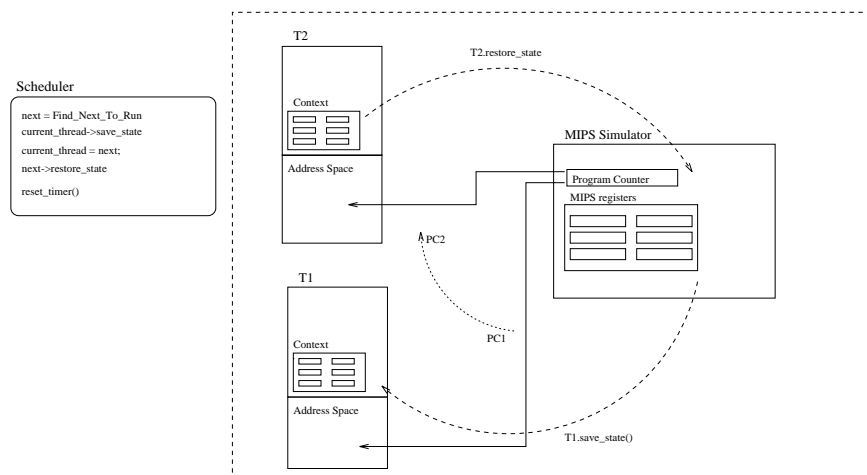 Scheduler
next = Find_Next_To_Run
current_thread->save_state
current_thread = next;
next->restore_state
reset_timer()
T2
Context
Address Space
T2.restore_state
MIPS Simulator
Program Counter
MIPS registers
PC2
PC1
T1
Context
Address Space
T1.save_state()